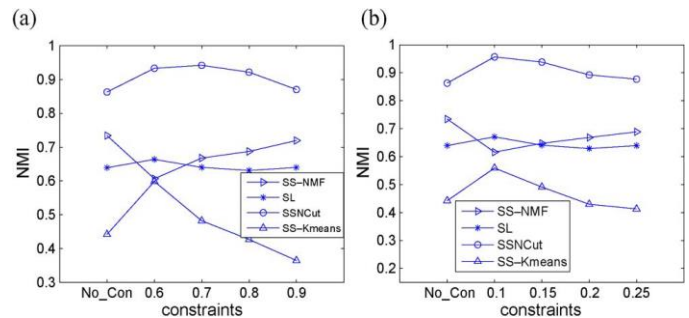 (a)
1
0.9
0.8
0.7
0.6
0.5
0.4
0.3
NMI
No_Con 0.6 0.7 0.8 0.9
constraints
SS–NMF
SL
SSNCut
SS–Kmeans
(b)
1
0.9
0.8
0.7
0.6
0.5
0.4
0.3
0.2
NMI
No_Con 0.1 0.15 0.2 0.25
constraints
SS–NMF
SL
SSNCut
SS–Kmeans